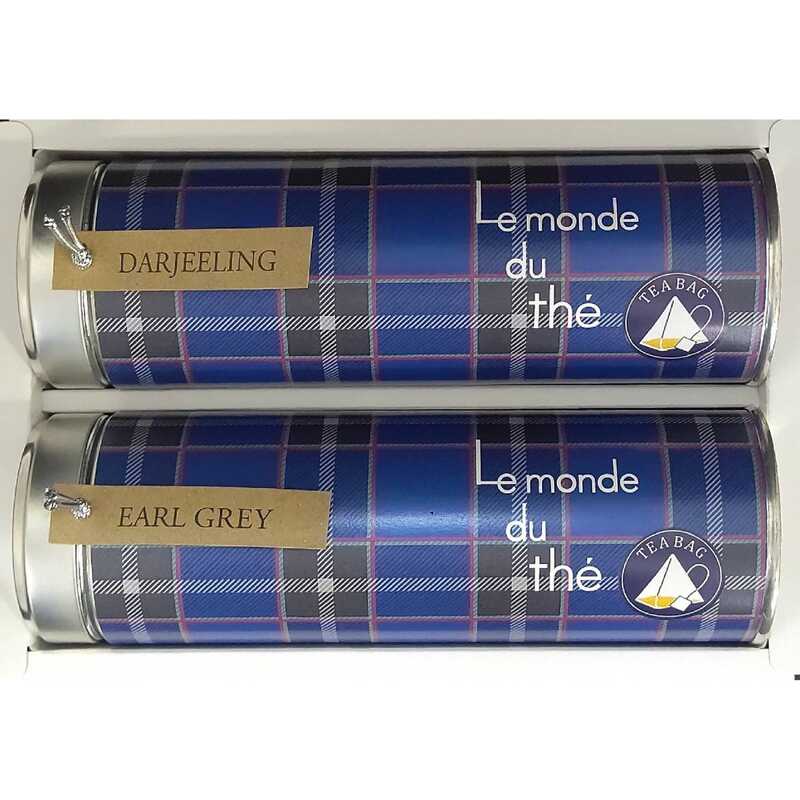 DARJEELING
Le monde
du
thé
TEA BAG
EARL GREY
Le monde
du
thé
TEA BAG